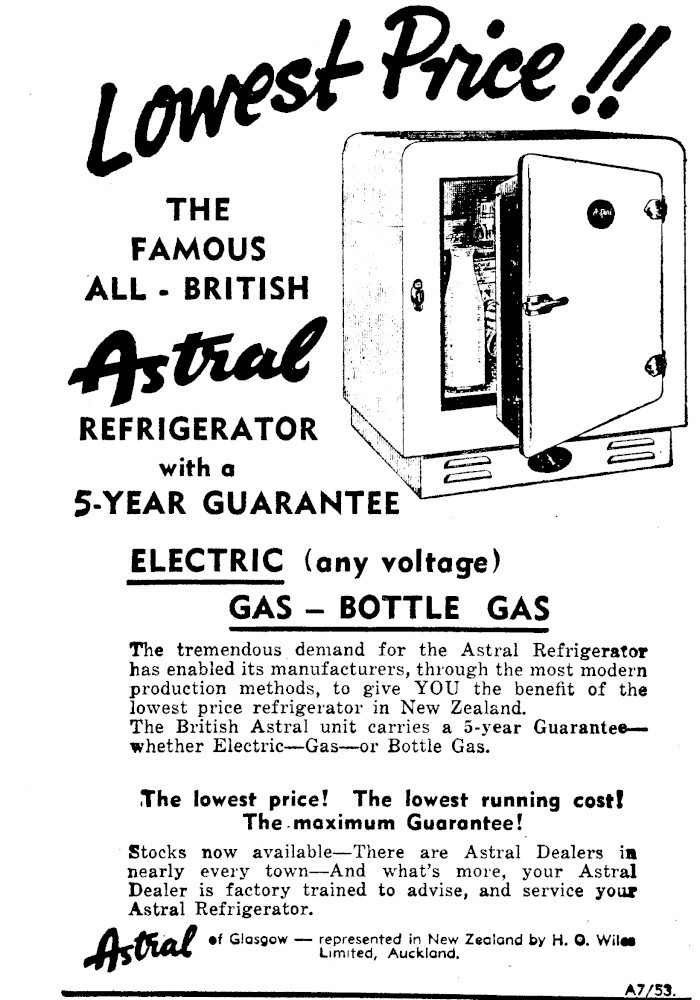 Lowest Price!!
THE
FAMOUS
ALL - BRITISH
Astral
REFRIGERATOR
with a
5-YEAR GUARANTEE
ELECTRIC (any voltage)
GAS – BOTTLE GAS
The tremendous demand for the Astral Refrigerator
has enabled its manufacturers, through the most modern
production methods, to give YOU the benefit of the
lowest price refrigerator in New Zealand.
The British Astral unit carries a 5-year Guarantee—
whether Electric—Gas—or Bottle Gas.
The lowest price! The lowest running cost!
The maximum Guarantee!
Stocks now available—There are Astral Dealers in
nearly every town—And what's more, your Astral
Dealer is factory trained to advise, and service your
Astral Refrigerator.
Astral of Glasgow — represented in New Zealand by H. O. Wiles
Limited, Auckland.
A7/53.